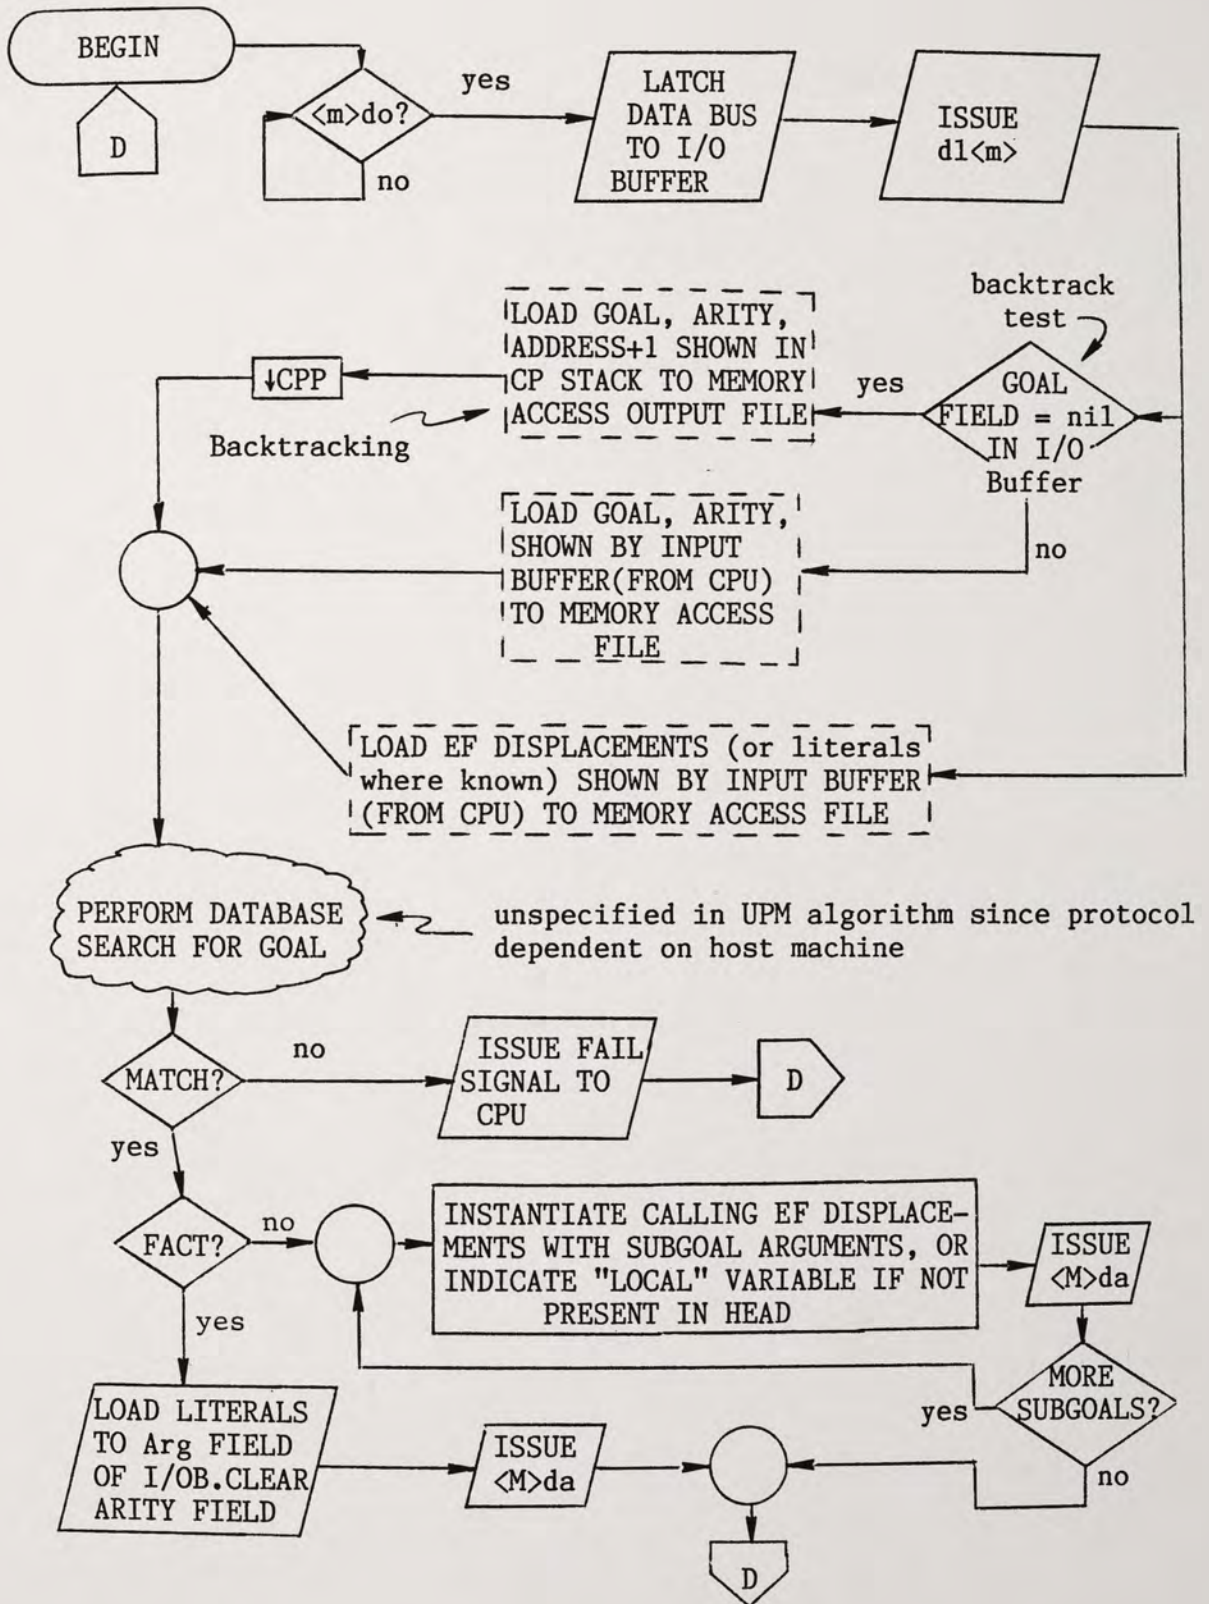 BEGIN
D
<m>do?
yes
no
LATCH
DATA BUS
TO I/O
BUFFER
ISSUE
dl<m>
backtrack
test
GOAL
FIELD = nil
IN I/O
Buffer
yes
no
LOAD GOAL, ARITY,
ADDRESS+1 SHOWN IN
CP STACK TO MEMORY
ACCESS OUTPUT FILE
↓CPP
Backtracking
LOAD GOAL, ARITY,
SHOWN BY INPUT
BUFFER(FROM CPU)
TO MEMORY ACCESS
FILE
LOAD EF DISPLACEMENTS (or literals
where known) SHOWN BY INPUT BUFFER
(FROM CPU) TO MEMORY ACCESS FILE
PERFORM DATABASE
SEARCH FOR GOAL
unspecified in UPM algorithm since protocol
dependent on host machine
MATCH?
no
ISSUE FAIL
SIGNAL TO
CPU
D
yes
FACT?
no
INSTANTIATE CALLING EF DISPLACE-
MENTS WITH SUBGOAL ARGUMENTS, OR
INDICATE "LOCAL" VARIABLE IF NOT
PRESENT IN HEAD
ISSUE
<M>da
yes
MORE
SUBGOALS?
yes
no
LOAD LITERALS
TO Arg FIELD
OF I/OB.CLEAR
ARITY FIELD
ISSUE
<M>da
D